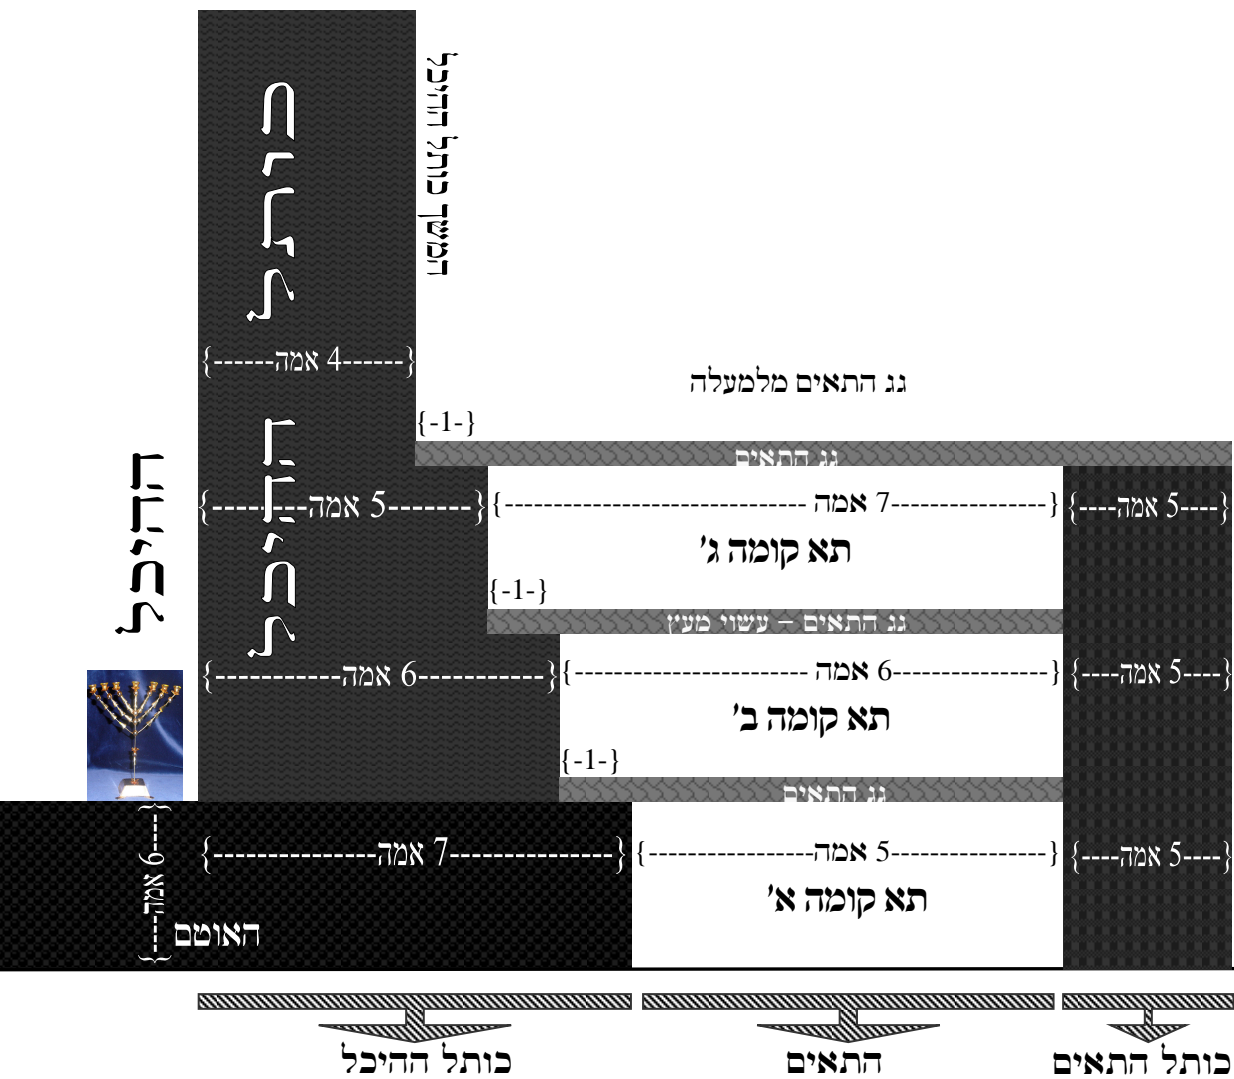 כותל
ההיכל
המשך כותל ההיכל
{------4 אמה------}
גג התאים מלמעלה
{-1-}
גג התאים
ההיכל
{-------5 אמה-------}
{----------------7 אמה -------------------------------}
{----5 אמה----}
תא קומה ג'
{-1-}
גג התאים – עשוי מעץ
{-----------6 אמה-----------}
{----------------6 אמה ------------------------}
{----5 אמה----}
תא קומה ב'
{-1-}
גג התאים
{---6 אמה----}
האוטם
{---------------7 אמה---------------}
{----------------5 אמה-----------------}
{----5 אמה----}
תא קומה א'
כותל ההיכל
התאים
כותל התאים